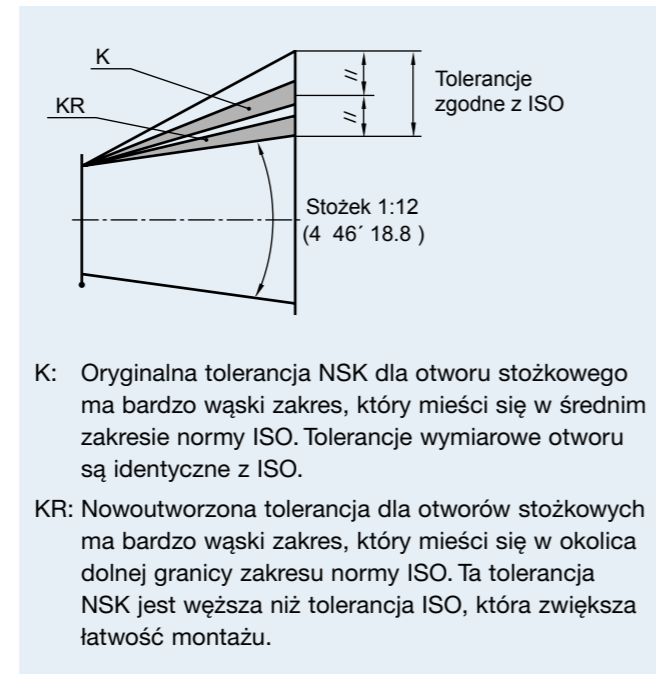 K
KR
Tolerancje
zgodne z ISO
Stożek 1:12
(4 46´ 18.8 )
K: Oryginalna tolerancja NSK dla otworu stożkowego
ma bardzo wąski zakres, który mieści się w średnim
zakresie normy ISO. Tolerancje wymiarowe otworu
są identyczne z ISO.
KR: Nowoutworzona tolerancja dla otworów stożkowych
ma bardzo wąski zakres, który mieści się w okolica
dolnej granicy zakresu normy ISO. Ta tolerancja
NSK jest węższa niż tolerancja ISO, która zwiększa
łatwość montażu.